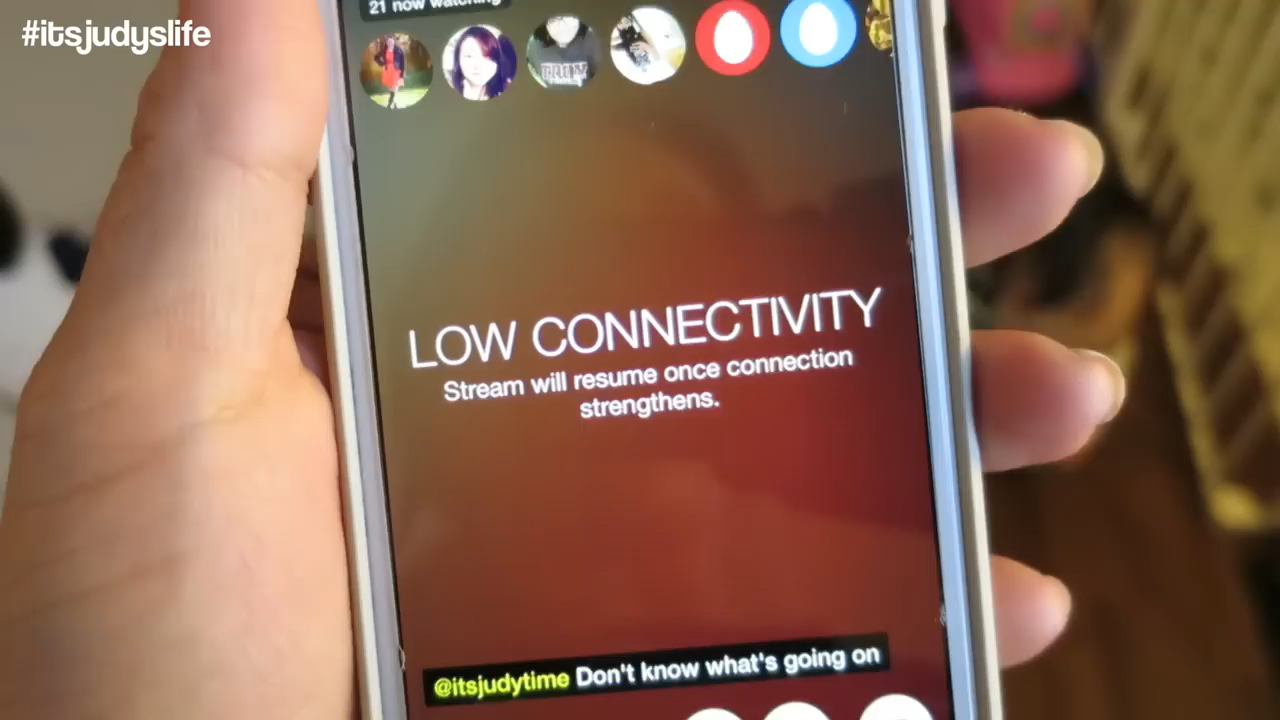 #itsjudyslife
21 now watching
LOW CONNECTIVITY
Stream will resume once connection
strengthens.
@itsjudytime Don't know what's going on